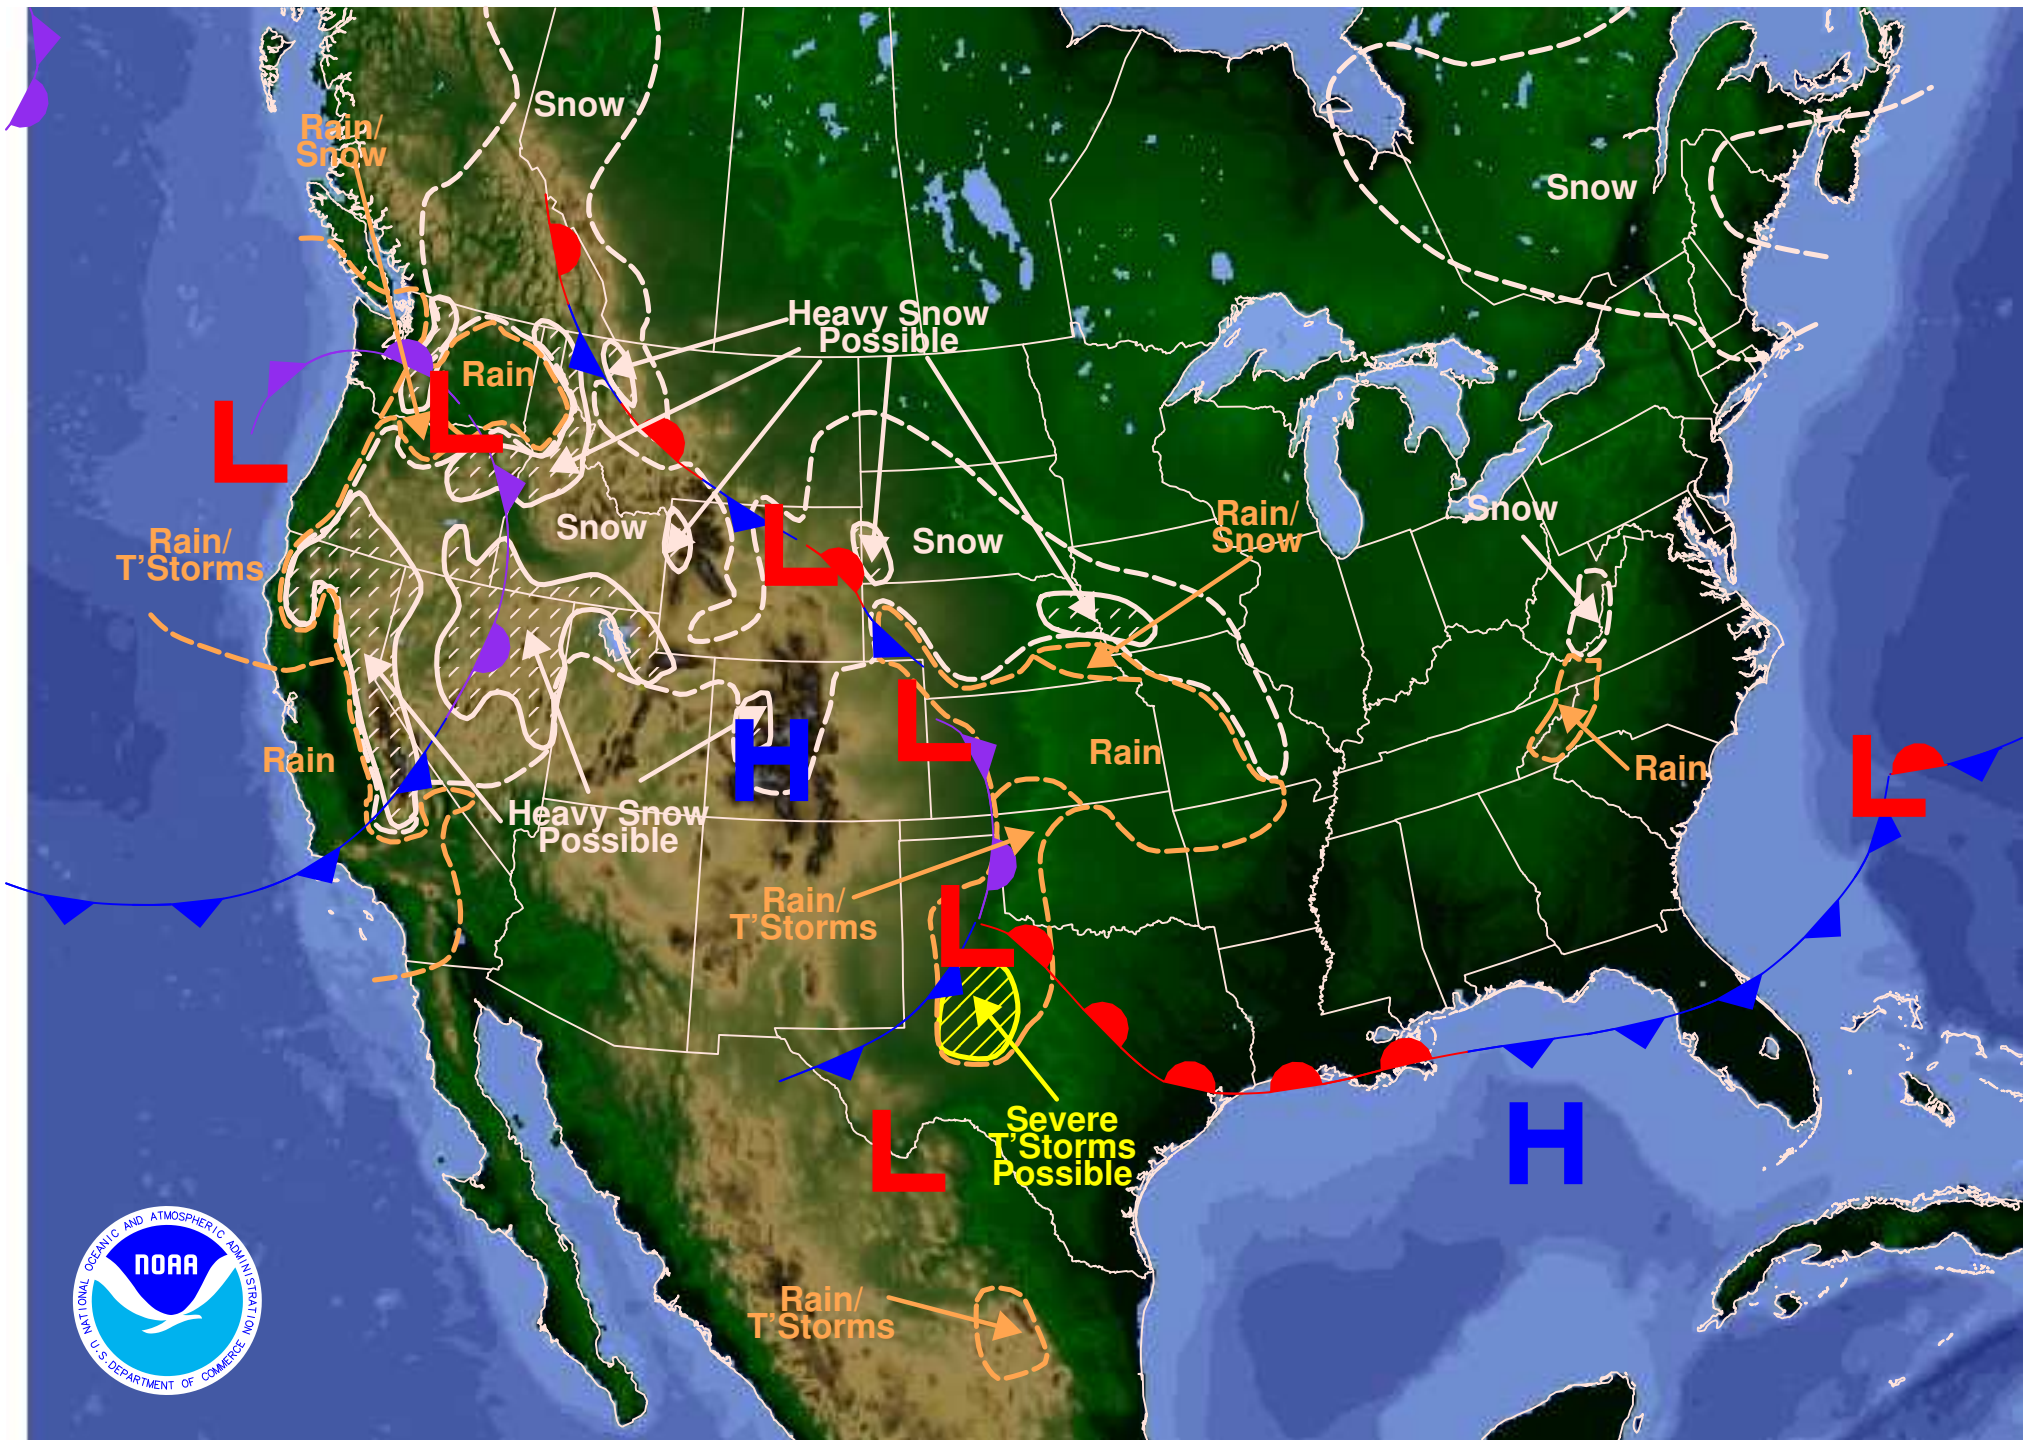 Snow
Rain/
Snow
Snow
Heavy Snow
Possible
Rain
Snow
Rain/
Snow
Rain/
T'Storms
Snow
Snow
Rain
Rain
Rain
Heavy Snow
Possible
Rain/
T'Storms
H
L
L
L
L
L
L
L
H
Severe
T'Storms
Possible
Rain/
T'Storms
NATIONAL OCEANIC AND ATMOSPHERIC ADMINISTRATION
NOAA
U.S. DEPARTMENT OF COMMERCE